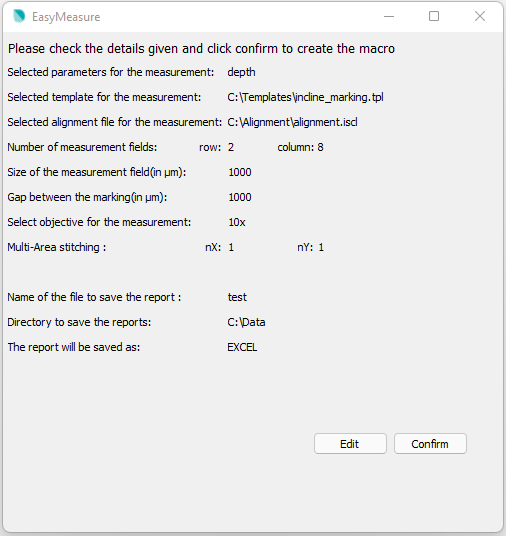 EasyMeasure
Please check the details given and click confirm to create the macro
Selected parameters for the measurement: depth
Selected template for the measurement: C:\Templates\incline_marking.tpl
Selected alignment file for the measurement: C:\Alignment\alignment.iscl
Number of measurement fields: row: 2 column: 8
Size of the measurement field(in µm): 1000
Gap between the marking(in µm): 1000
Select objective for the measurement: 10x
Multi-Area stitching : nX: 1 nY: 1
Name of the file to save the report : test
Directory to save the reports: C:\Data
The report will be saved as: EXCEL
Edit Confirm